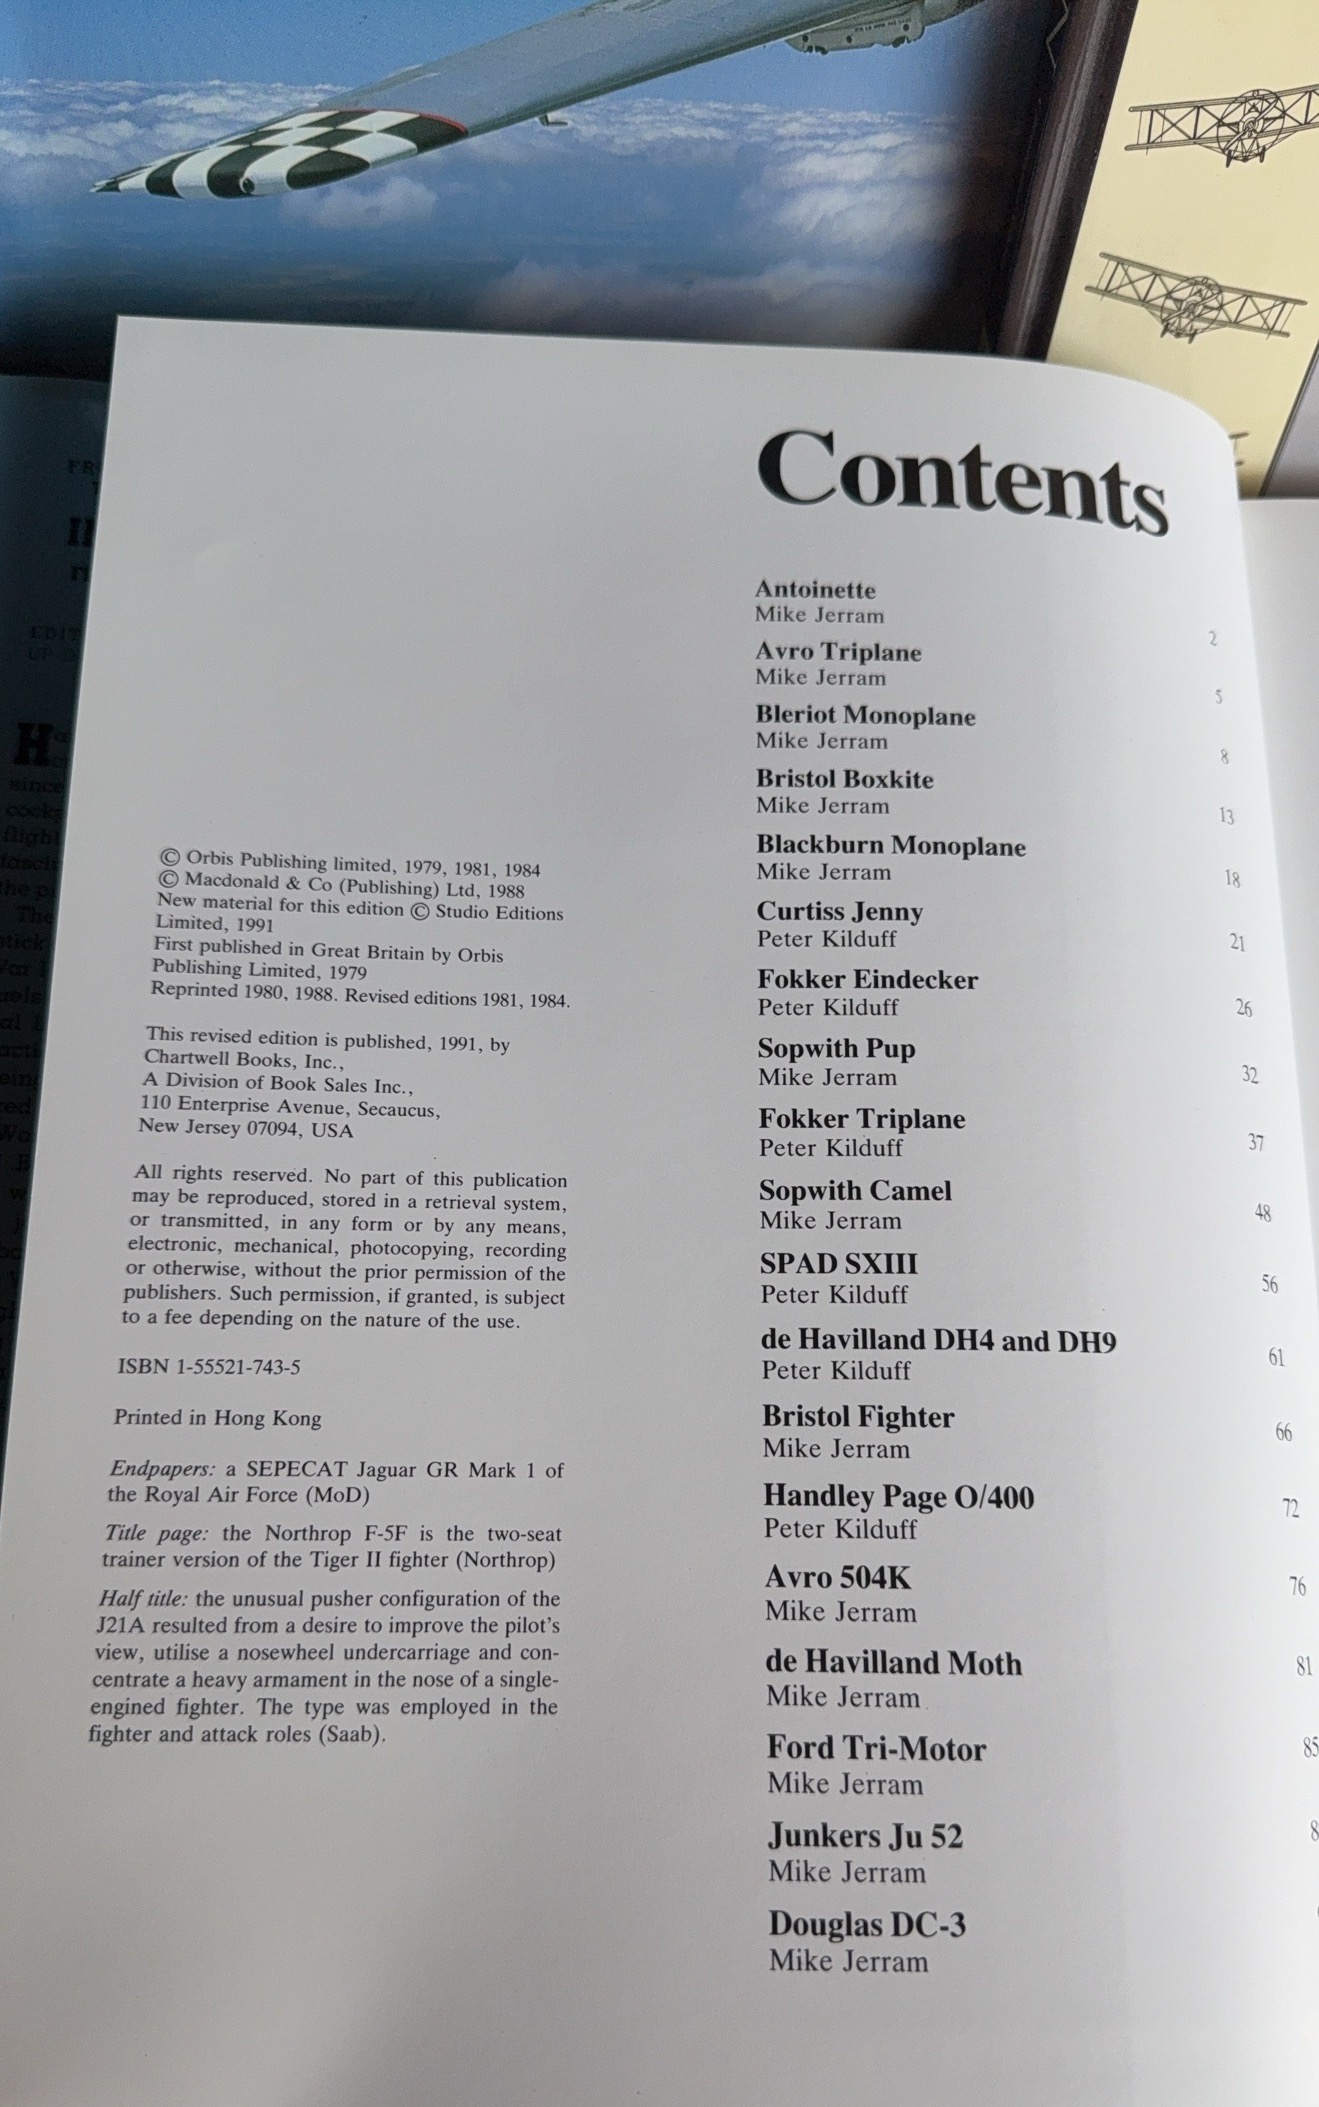 © Orbis Publishing limited, 1979, 1981, 1984
© Macdonald & Co (Publishing) Ltd, 1988
New material for this edition © Studio Editions
Limited, 1991
First published in Great Britain by Orbis
Publishing Limited, 1979
Reprinted 1980, 1988. Revised editions 1981, 1984.
This revised edition is published, 1991, by
Chartwell Books, Inc.,
A Division of Book Sales Inc.,
110 Enterprise Avenue, Secaucus,
New Jersey 07094, USA
All rights reserved. No part of this publication
may be reproduced, stored in a retrieval system,
or transmitted, in any form or by any means,
electronic, mechanical, photocopying, recording
or otherwise, without the prior permission of the
publishers. Such permission, if granted, is subject
to a fee depending on the nature of the use.
ISBN 1-55521-743-5
Printed in Hong Kong
Endpapers: a SEPECAT Jaguar GR Mark 1 of
the Royal Air Force (MoD)
Title page: the Northrop F-5F is the two-seat
trainer version of the Tiger II fighter (Northrop)
Half title: the unusual pusher configuration of the
J21A resulted from a desire to improve the pilot's
view, utilise a nosewheel undercarriage and con-
centrate a heavy armament in the nose of a single-
engined fighter. The type was employed in the
fighter and attack roles (Saab).
Contents
Antoinette
Mike Jerram 2
Avro Triplane
Mike Jerram 5
Bleriot Monoplane
Mike Jerram 8
Bristol Boxkite
Mike Jerram 13
Blackburn Monoplane
Mike Jerram 18
Curtiss Jenny
Peter Kilduff 21
Fokker Eindecker
Peter Kilduff 26
Sopwith Pup
Mike Jerram 32
Fokker Triplane
Peter Kilduff 37
Sopwith Camel
Mike Jerram 48
SPAD SXIII
Peter Kilduff 56
de Havilland DH4 and DH9
Peter Kilduff 61
Bristol Fighter
Mike Jerram 66
Handley Page O/400
Peter Kilduff 72
Avro 504K
Mike Jerram 76
de Havilland Moth
Mike Jerram 81
Ford Tri-Motor
Mike Jerram 85
Junkers Ju 52
Mike Jerram
Douglas DC-3
Mike Jerram